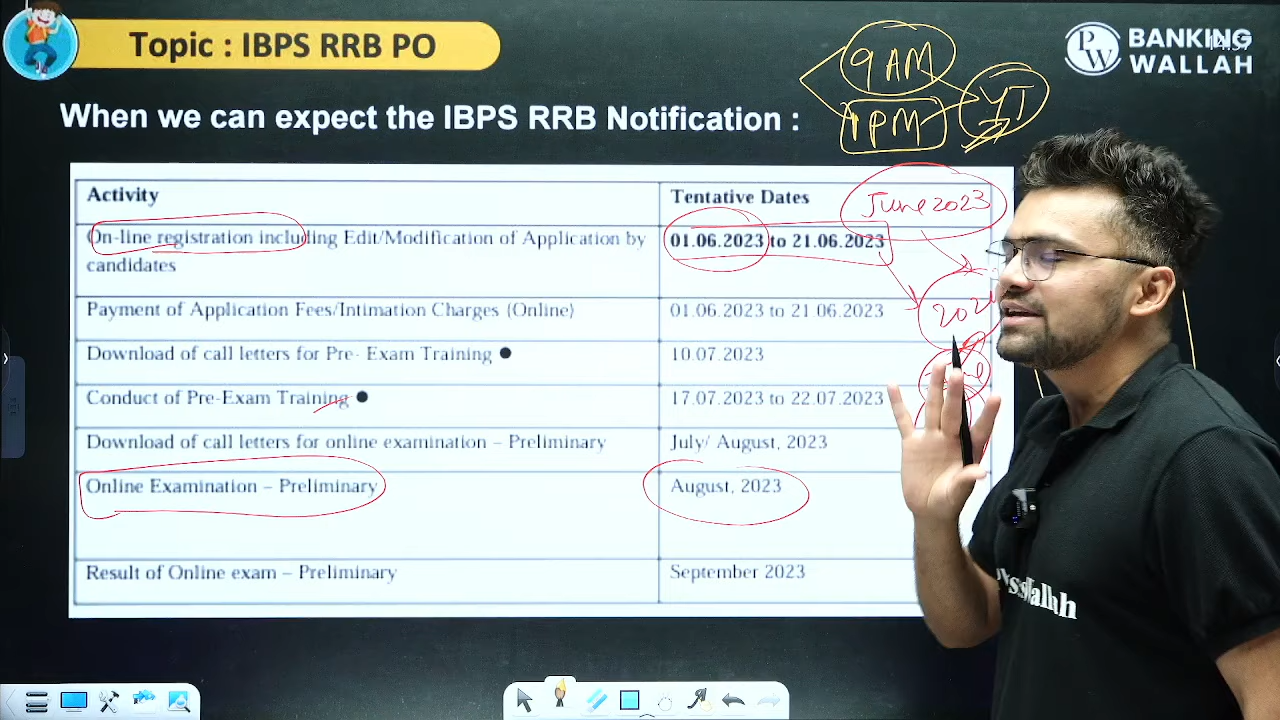 Topic : IBPS RRB PO
9 AM
1 PM
YT
BANKING
WALLAH
When we can expect the IBPS RRB Notification :
Activity
Tentative Dates
June 2023
On-line registration including Edit/Modification of Application by
candidates
01.06.2023 to 21.06.2023
Payment of Application Fees/Intimation Charges (Online)
01.06.2023 to 21 06.2023
Download of call letters for Pre- Exam Training
10.07.2023
Conduct of Pre-Exam Training
17.07.2023 to 22.07.2023
Download of call letters for online examination – Preliminary
July/ August, 2023
Online Examination – Preliminary
August, 2023
Result of Online exam – Preliminary
September 2023